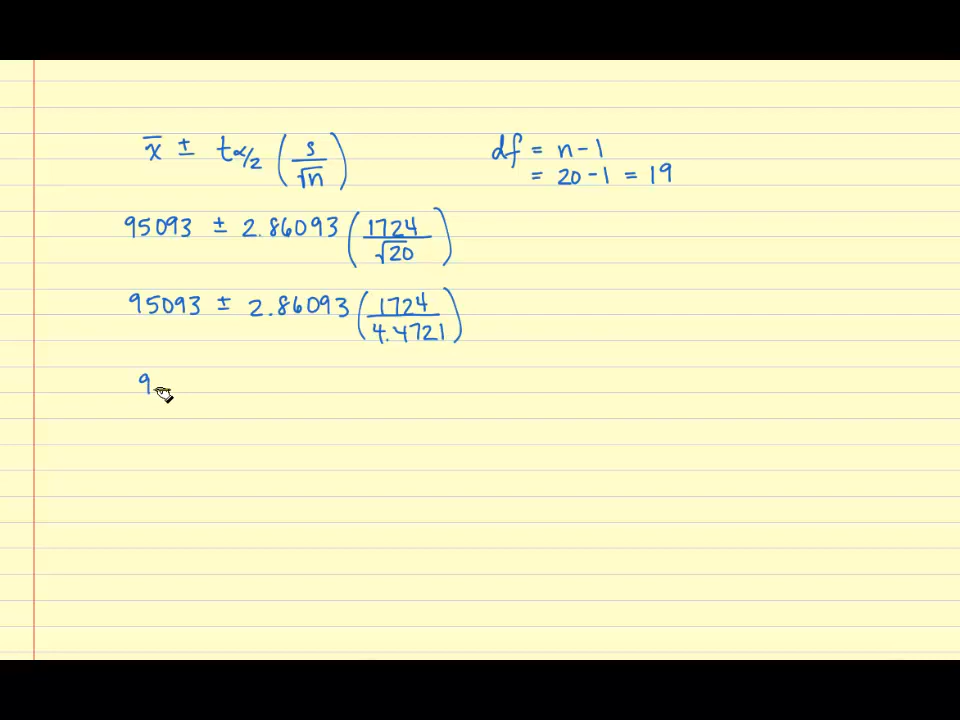 x̄ ± tα/2 (s/√n)
df = n - 1
= 20 - 1 = 19
95093 ± 2.86093 (1724/√20)
95093 ± 2.86093 (1724/4.4721)
9